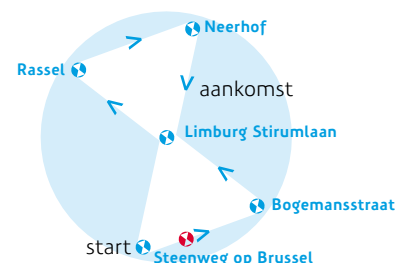 Neerhof
Rassel
aankomst
Limburg Stirumlaan
Bogemansstraat
start
Steenweg op Brussel